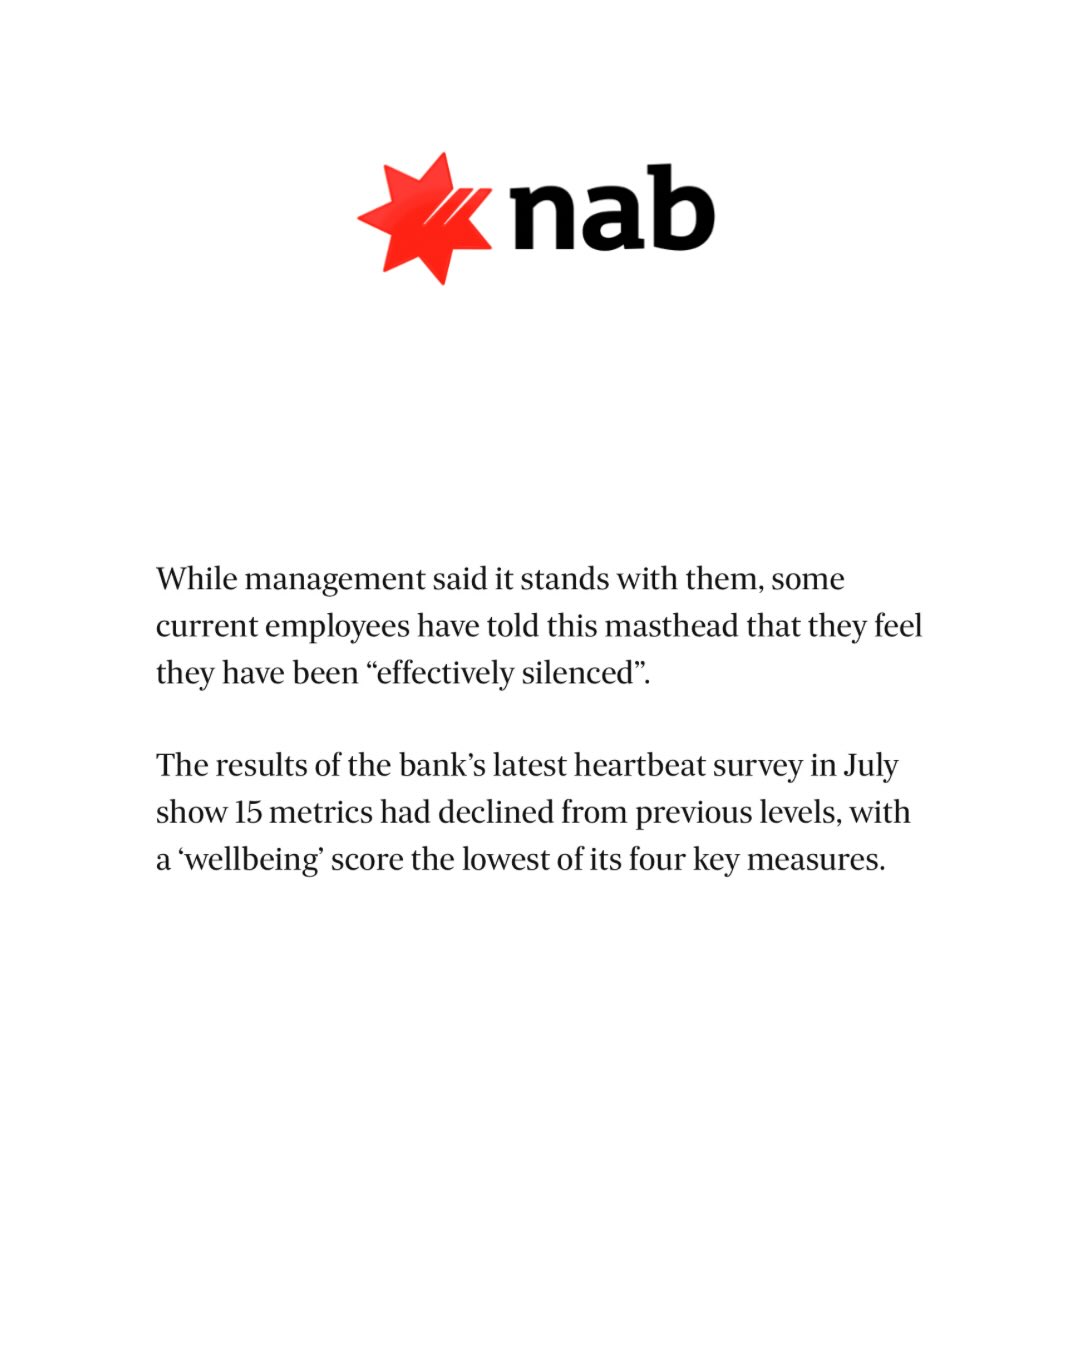 nab
While management said it stands with them, some
current employees have told this masthead that they feel
they have been “effectively silenced”.
The results of the bank’s latest heartbeat survey in July
show 15 metrics had declined from previous levels, with
a ‘wellbeing’ score the lowest of its four key measures.